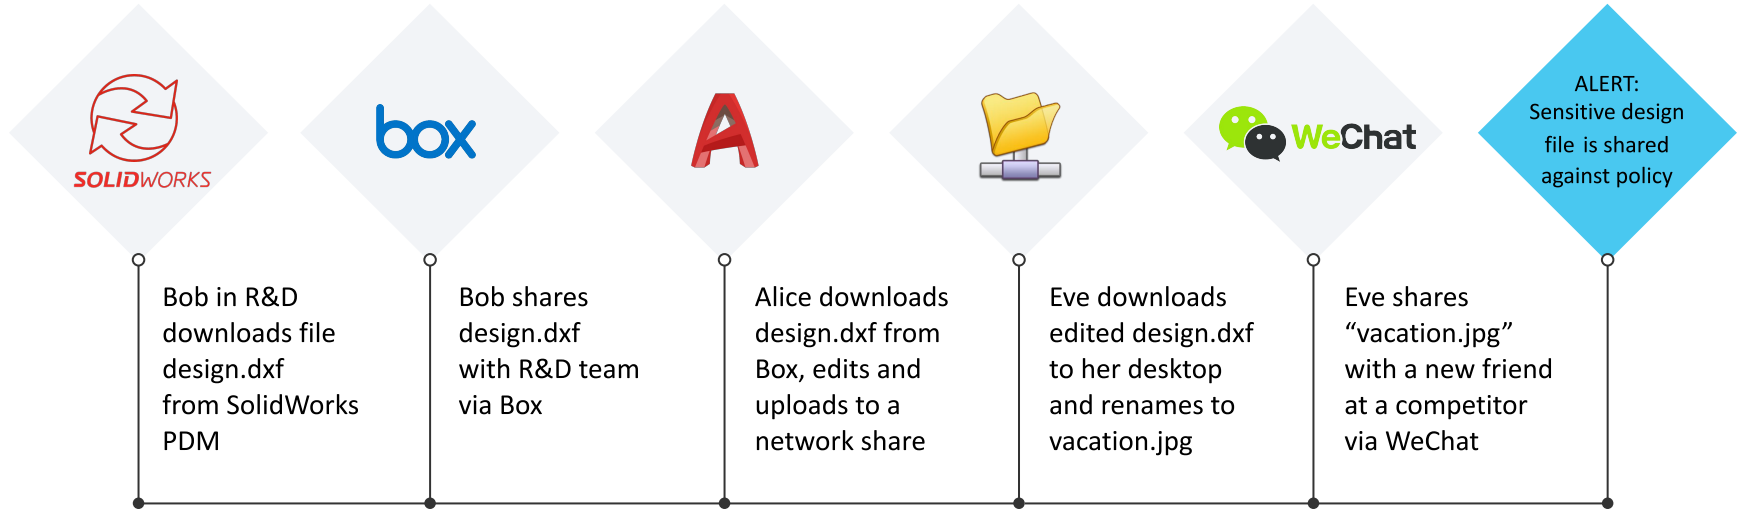 SOLIDWORKS
box
WeChat
ALERT:
Sensitive design
file is shared
against policy
Bob in R&D
downloads file
design.dxf
from SolidWorks
PDM
Bob shares
design.dxf
with R&D team
via Box
Alice downloads
design.dxf from
Box, edits and
uploads to a
network share
Eve downloads
edited design.dxf
to her desktop
and renames to
vacation.jpg
Eve shares
“vacation.jpg”
with a new friend
at a competitor
via WeChat